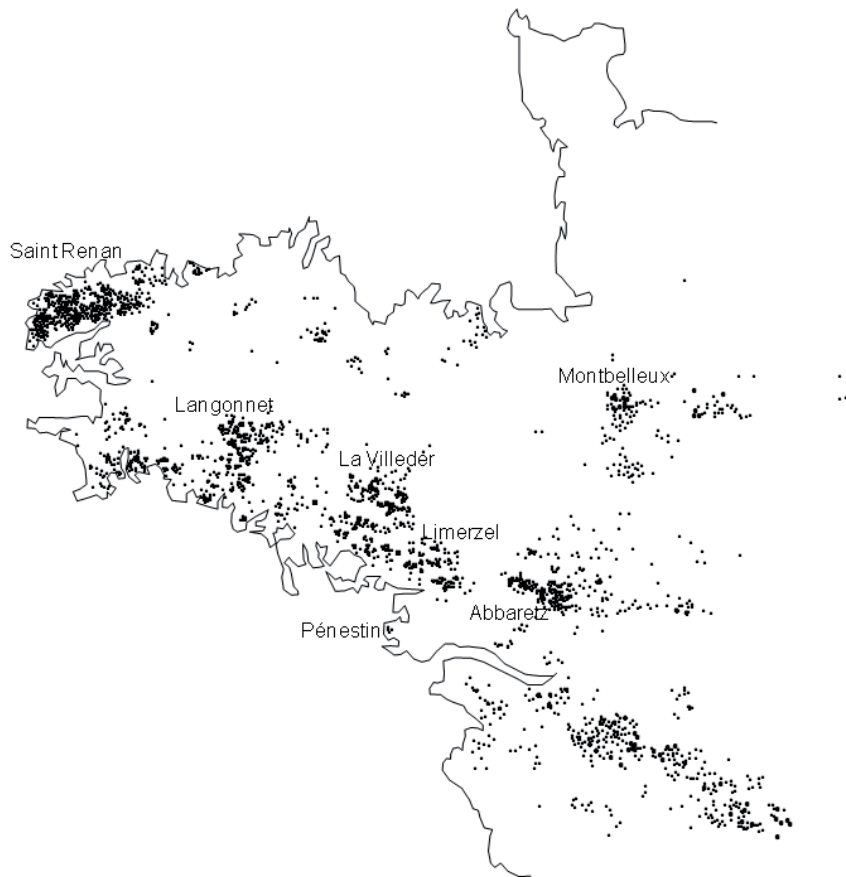 Saint Renan
Montbelleux
Langonnet
La Villeder
Limerzel
Abbaretz
Pénestin